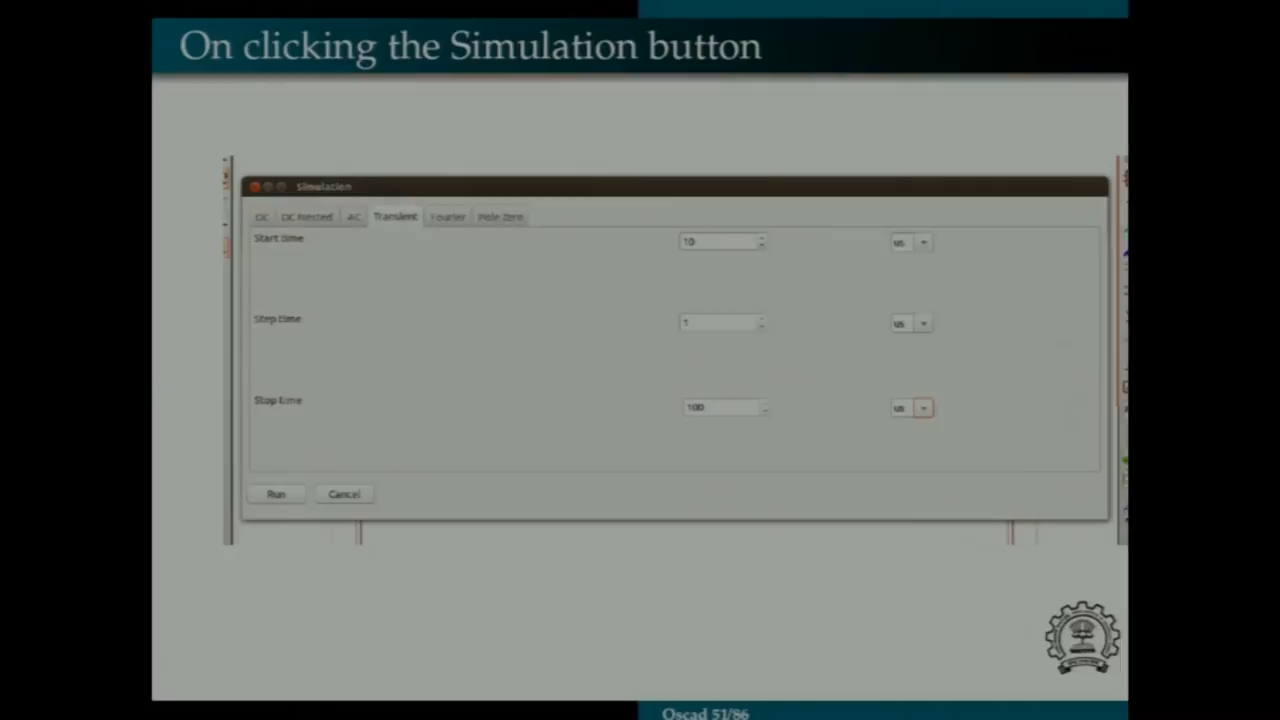 On clicking the Simulation button
Simulation
DC DC Nested AC Transient Fourier Pole Zero
Start time 10 us
Step time 1 us
Stop time 100 us
Run Cancel
Oscad 51/86